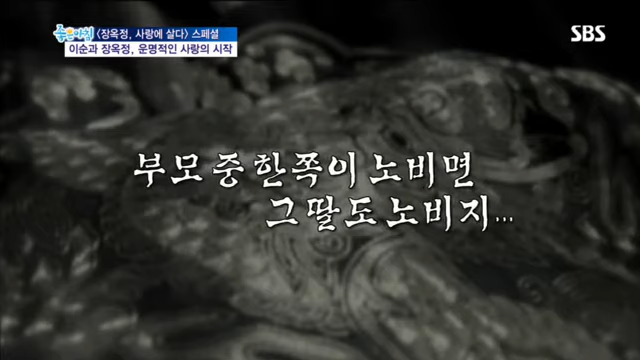 좋은아침
〈장옥정, 사랑에 살다〉 스페셜
이순과 장옥정, 운명적인 사랑의 시작
SBS
부모 중 한쪽이 노비면
그 딸도 노비지...